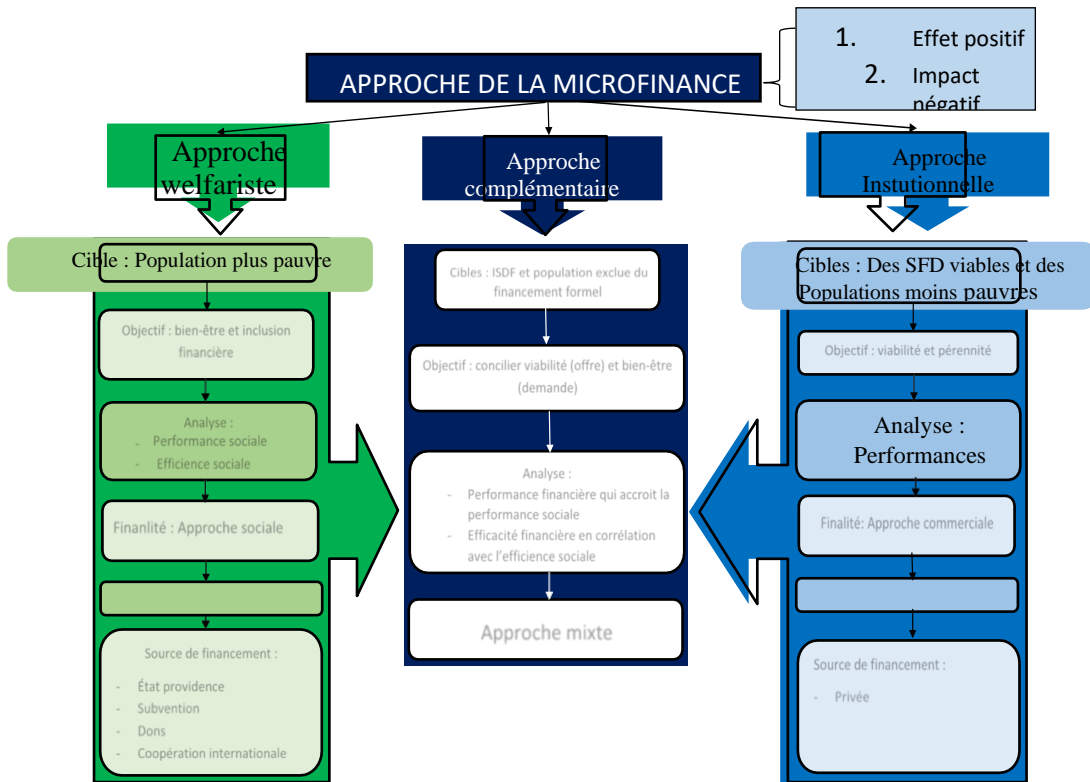 1. Effet positif
2. Impact
négatif
APPROCHE DE LA MICROFINANCE
Approche
welfariste
Approche
complémentaire
Approche
Instutionnelle
Cible : Population plus pauvre
Objectif : bien-être et inclusion
financière
Analyse :
- Performance sociale
- Efficience sociale
Finanlité : Approche sociale
Source de financement :
- État providence
- Subvention
- Dons
- Coopération internationale
Cibles : ISDF et population exclue du
financement formel
Objectif : concilier viabilité (offre) et bien-être
(demande)
Analyse :
- Performance financière qui accroit la
performance sociale
- Efficacité financière en corrélation
avec l'efficience sociale
Approche mixte
Cibles : Des SFD viables et des
Populations moins pauvres
Objectif : viabilité et pérennité
Analyse :
Performances
Finalité: Approche commerciale
Source de financement :
- Privée